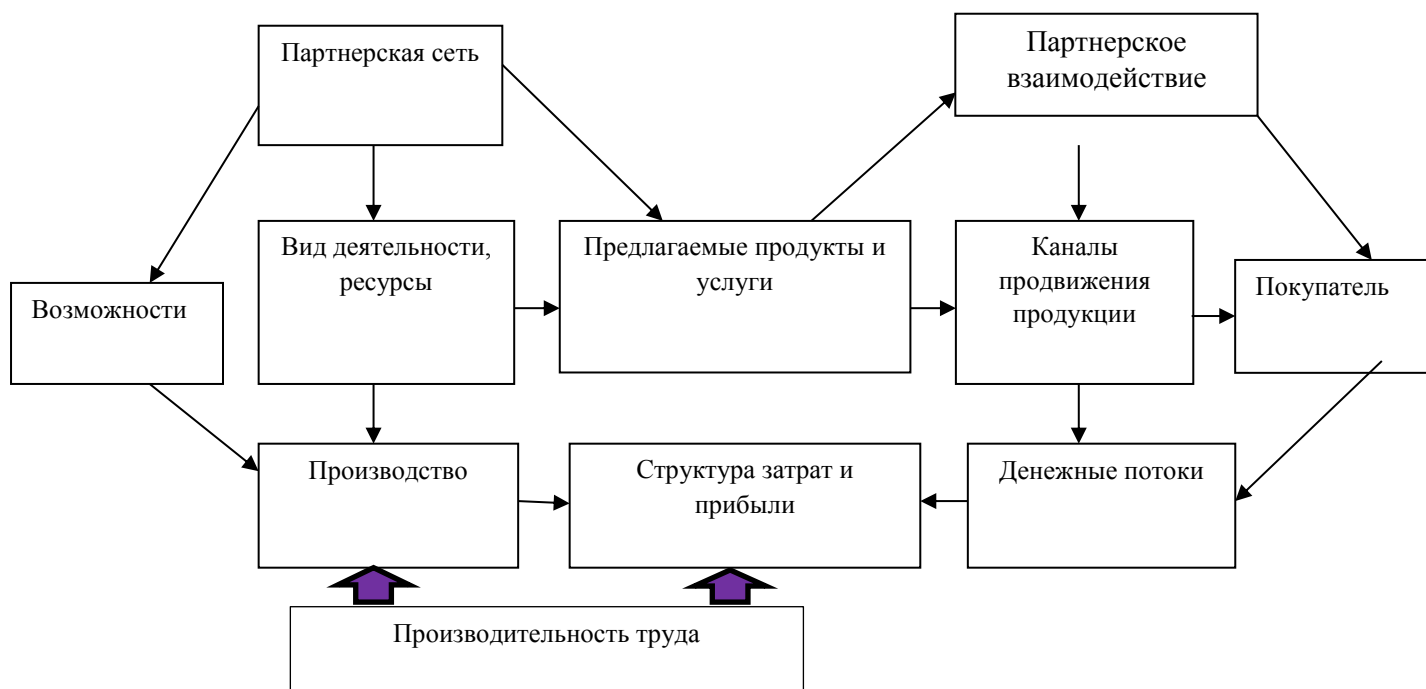 Партнерская сеть
Партнерское
взаимодействие
Вид деятельности,
ресурсы
Предлагаемые продукты и
услуги
Каналы
продвижения
продукции
Возможности
Покупатель
Производство
Структура затрат и
прибыли
Денежные потоки
Производительность труда